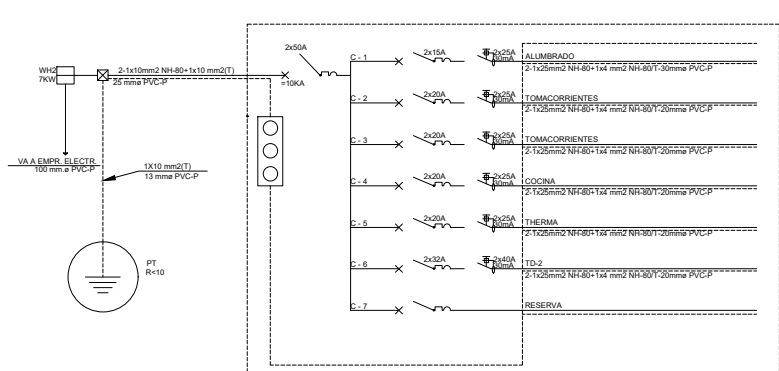 WH2
7KW
2-1x10mm2 NH-80+1x10 mm2(T)
25 mmø PVC-P
VA A EMPR. ELECTR.
100 mm.ø PVC-P
1X10 mm2(T)
13 mmø PVC-P
PT
R<10
2x50A
=10KA
C - 1
2x15A
2x25A
30mA
ALUMBRADO
2-1x25mm2 NH-80+1x4 mm2 NH-80/T-30mmø PVC-P
C - 2
2x20A
2x25A
30mA
TOMACORRIENTES
2-1x25mm2 NH-80+1x4 mm2 NH-80/T-20mmø PVC-P
C - 3
2x20A
2x25A
30mA
TOMACORRIENTES
2-1x25mm2 NH-80+1x4 mm2 NH-80/T-20mmø PVC-P
C - 4
2x20A
2x25A
30mA
COCINA
2-1x25mm2 NH-80+1x4 mm2 NH-80/T-20mmø PVC-P
C - 5
2x20A
2x25A
30mA
THERMA
2-1x25mm2 NH-80+1x4 mm2 NH-80/T-20mmø PVC-P
C - 6
2x32A
2x40A
30mA
TD-2
2-1x25mm2 NH-80+1x4 mm2 NH-80/T-20mmø PVC-P
C - 7
RESERVA